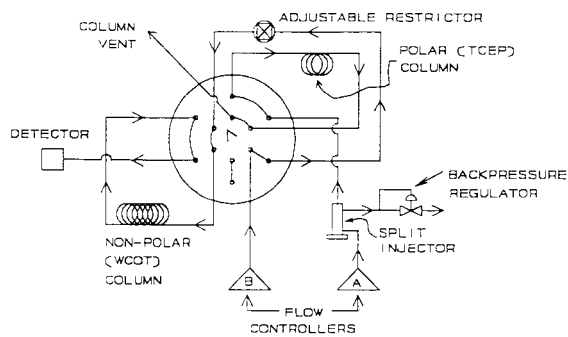 ADJUSTABLE RESTRICTOR
COLUMN
VENT
POLAR (TCEP)
COLUMN
DETECTOR
BACKPRESSURE
REGULATOR
SPLIT
INJECTOR
NON-POLAR
(WCOT)
COLUMN
B
A
FLOW
CONTROLLERS